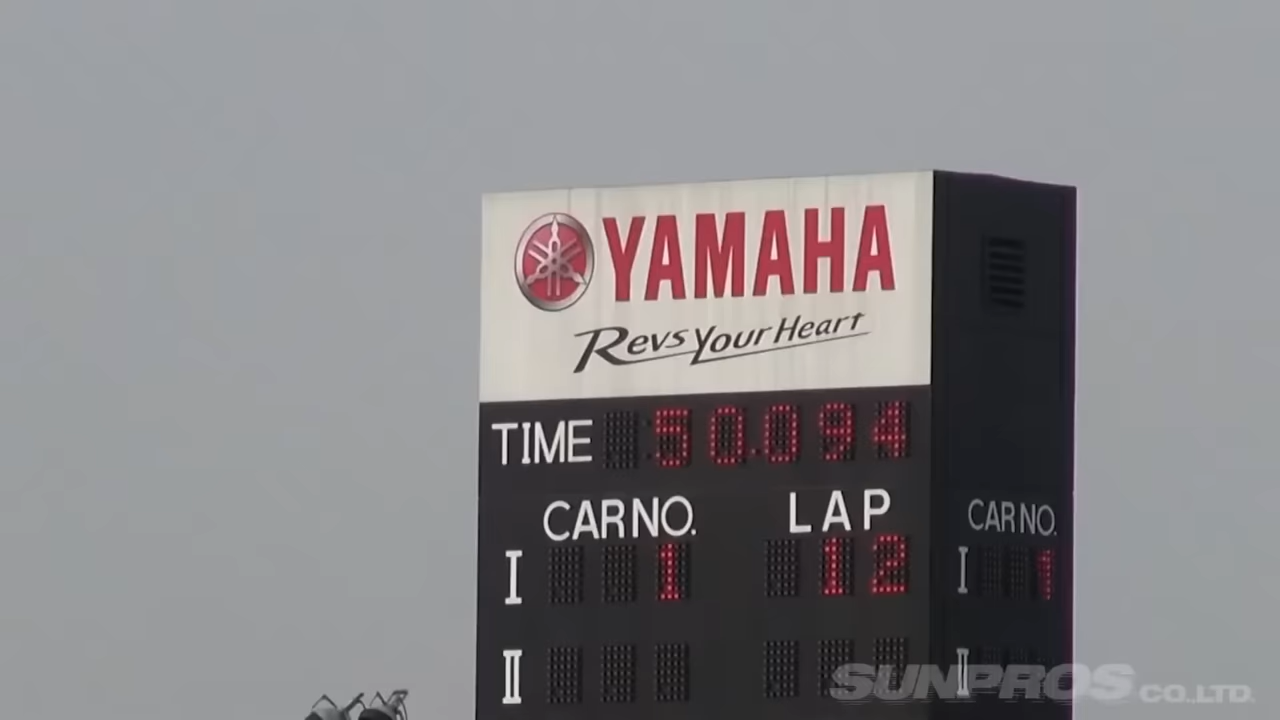 YAMAHA
Revs Your Heart
TIME 50.094
CAR NO. LAP
I 1 12
II
CAR NO.
I 1
II
SUNPROS CO.,LTD.